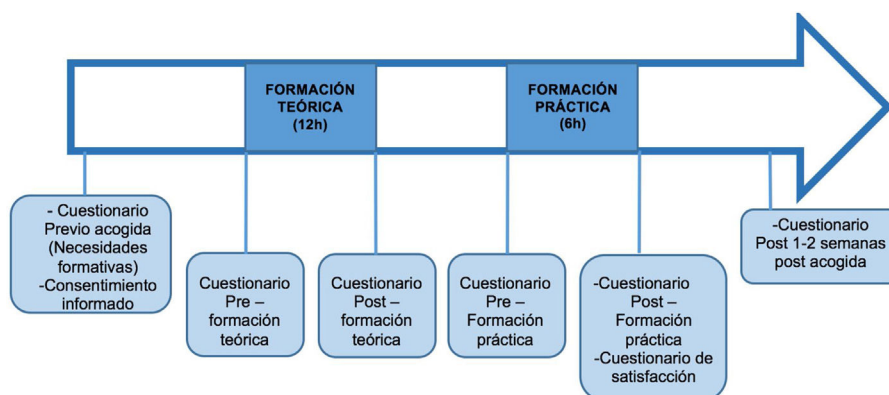 FORMACIÓN
TEÓRICA
(12h)
FORMACIÓN
PRÁCTICA
(6h)
- Cuestionario
Previo acogida
(Necesidades
formativas)
-Consentimiento
informado
Cuestionario
Pre –
formación
teórica
Cuestionario
Post –
formación
teórica
Cuestionario
Pre –
Formación
práctica
-Cuestionario
Post –
Formación
práctica
-Cuestionario de
satisfacción
-Cuestionario
Post 1-2 semanas
post acogida